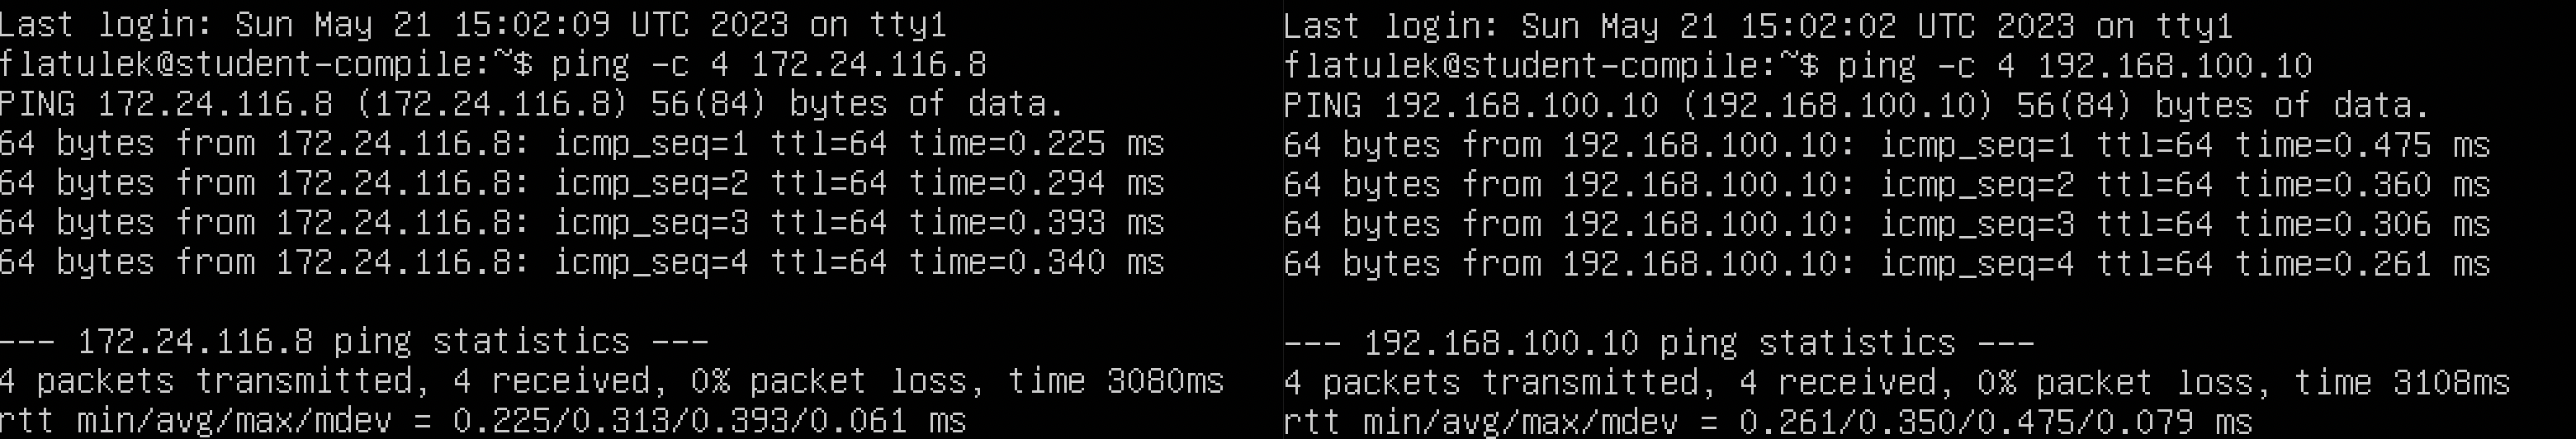 Last login: Sun May 21 15:02:09 UTC 2023 on tty1
flatulek@student-compile:~$ ping -c 4 172.24.116.8
PING 172.24.116.8 (172.24.116.8) 56(84) bytes of data.
64 bytes from 172.24.116.8: icmp_seq=1 ttl=64 time=0.225 ms
64 bytes from 172.24.116.8: icmp_seq=2 ttl=64 time=0.294 ms
64 bytes from 172.24.116.8: icmp_seq=3 ttl=64 time=0.393 ms
64 bytes from 172.24.116.8: icmp_seq=4 ttl=64 time=0.340 ms
--- 172.24.116.8 ping statistics ---
4 packets transmitted, 4 received, 0% packet loss, time 3080ms
rtt min/avg/max/mdev = 0.225/0.313/0.393/0.061 ms
Last login: Sun May 21 15:02:02 UTC 2023 on tty1
flatulek@student-compile:~$ ping -c 4 192.168.100.10
PING 192.168.100.10 (192.168.100.10) 56(84) bytes of data.
64 bytes from 192.168.100.10: icmp_seq=1 ttl=64 time=0.475 ms
64 bytes from 192.168.100.10: icmp_seq=2 ttl=64 time=0.360 ms
64 bytes from 192.168.100.10: icmp_seq=3 ttl=64 time=0.306 ms
64 bytes from 192.168.100.10: icmp_seq=4 ttl=64 time=0.261 ms
--- 192.168.100.10 ping statistics ---
4 packets transmitted, 4 received, 0% packet loss, time 3108ms
rtt min/avg/max/mdev = 0.261/0.350/0.475/0.079 ms